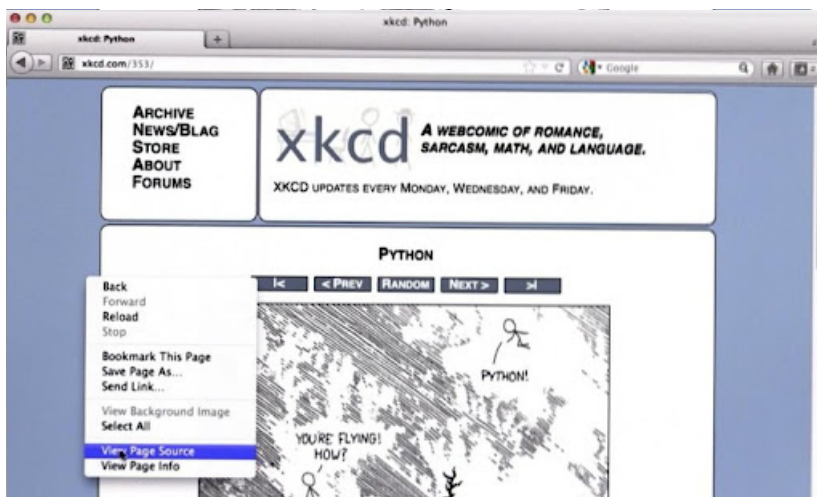 xkcd: Python
xkcd: Python
+
xkcd.com/353/
Google
ARCHIVE
NEWS/BLAG
STORE
ABOUT
FORUMS
xkcd
A WEBCOMIC OF ROMANCE,
SARCASM, MATH, AND LANGUAGE.
XKCD UPDATES EVERY MONDAY, WEDNESDAY, AND FRIDAY.
PYTHON
|< < PREV RANDOM NEXT > >|
Back
Forward
Reload
Stop
Bookmark This Page
Save Page As...
Send Link...
View Background Image
Select All
View Page Source
View Page Info
PYTHON!
YOU'RE FLYING!
HOW?